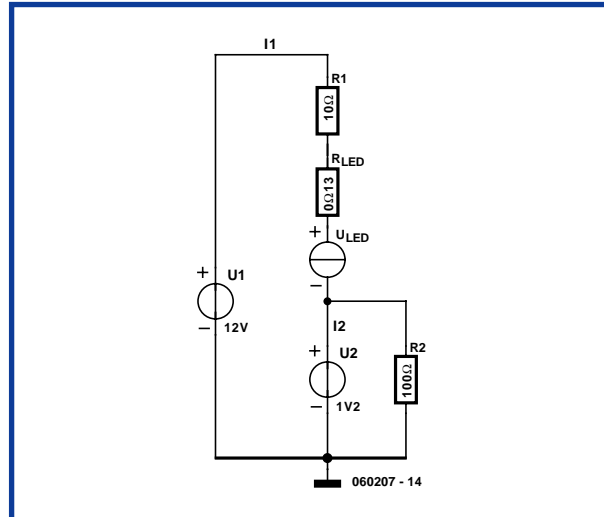 I1
R1
10Ω
RLED
0Ω13
+
ULED
−
+
U1
−
12V
I2
+
U2
−
1V2
R2
100Ω
060207 - 14